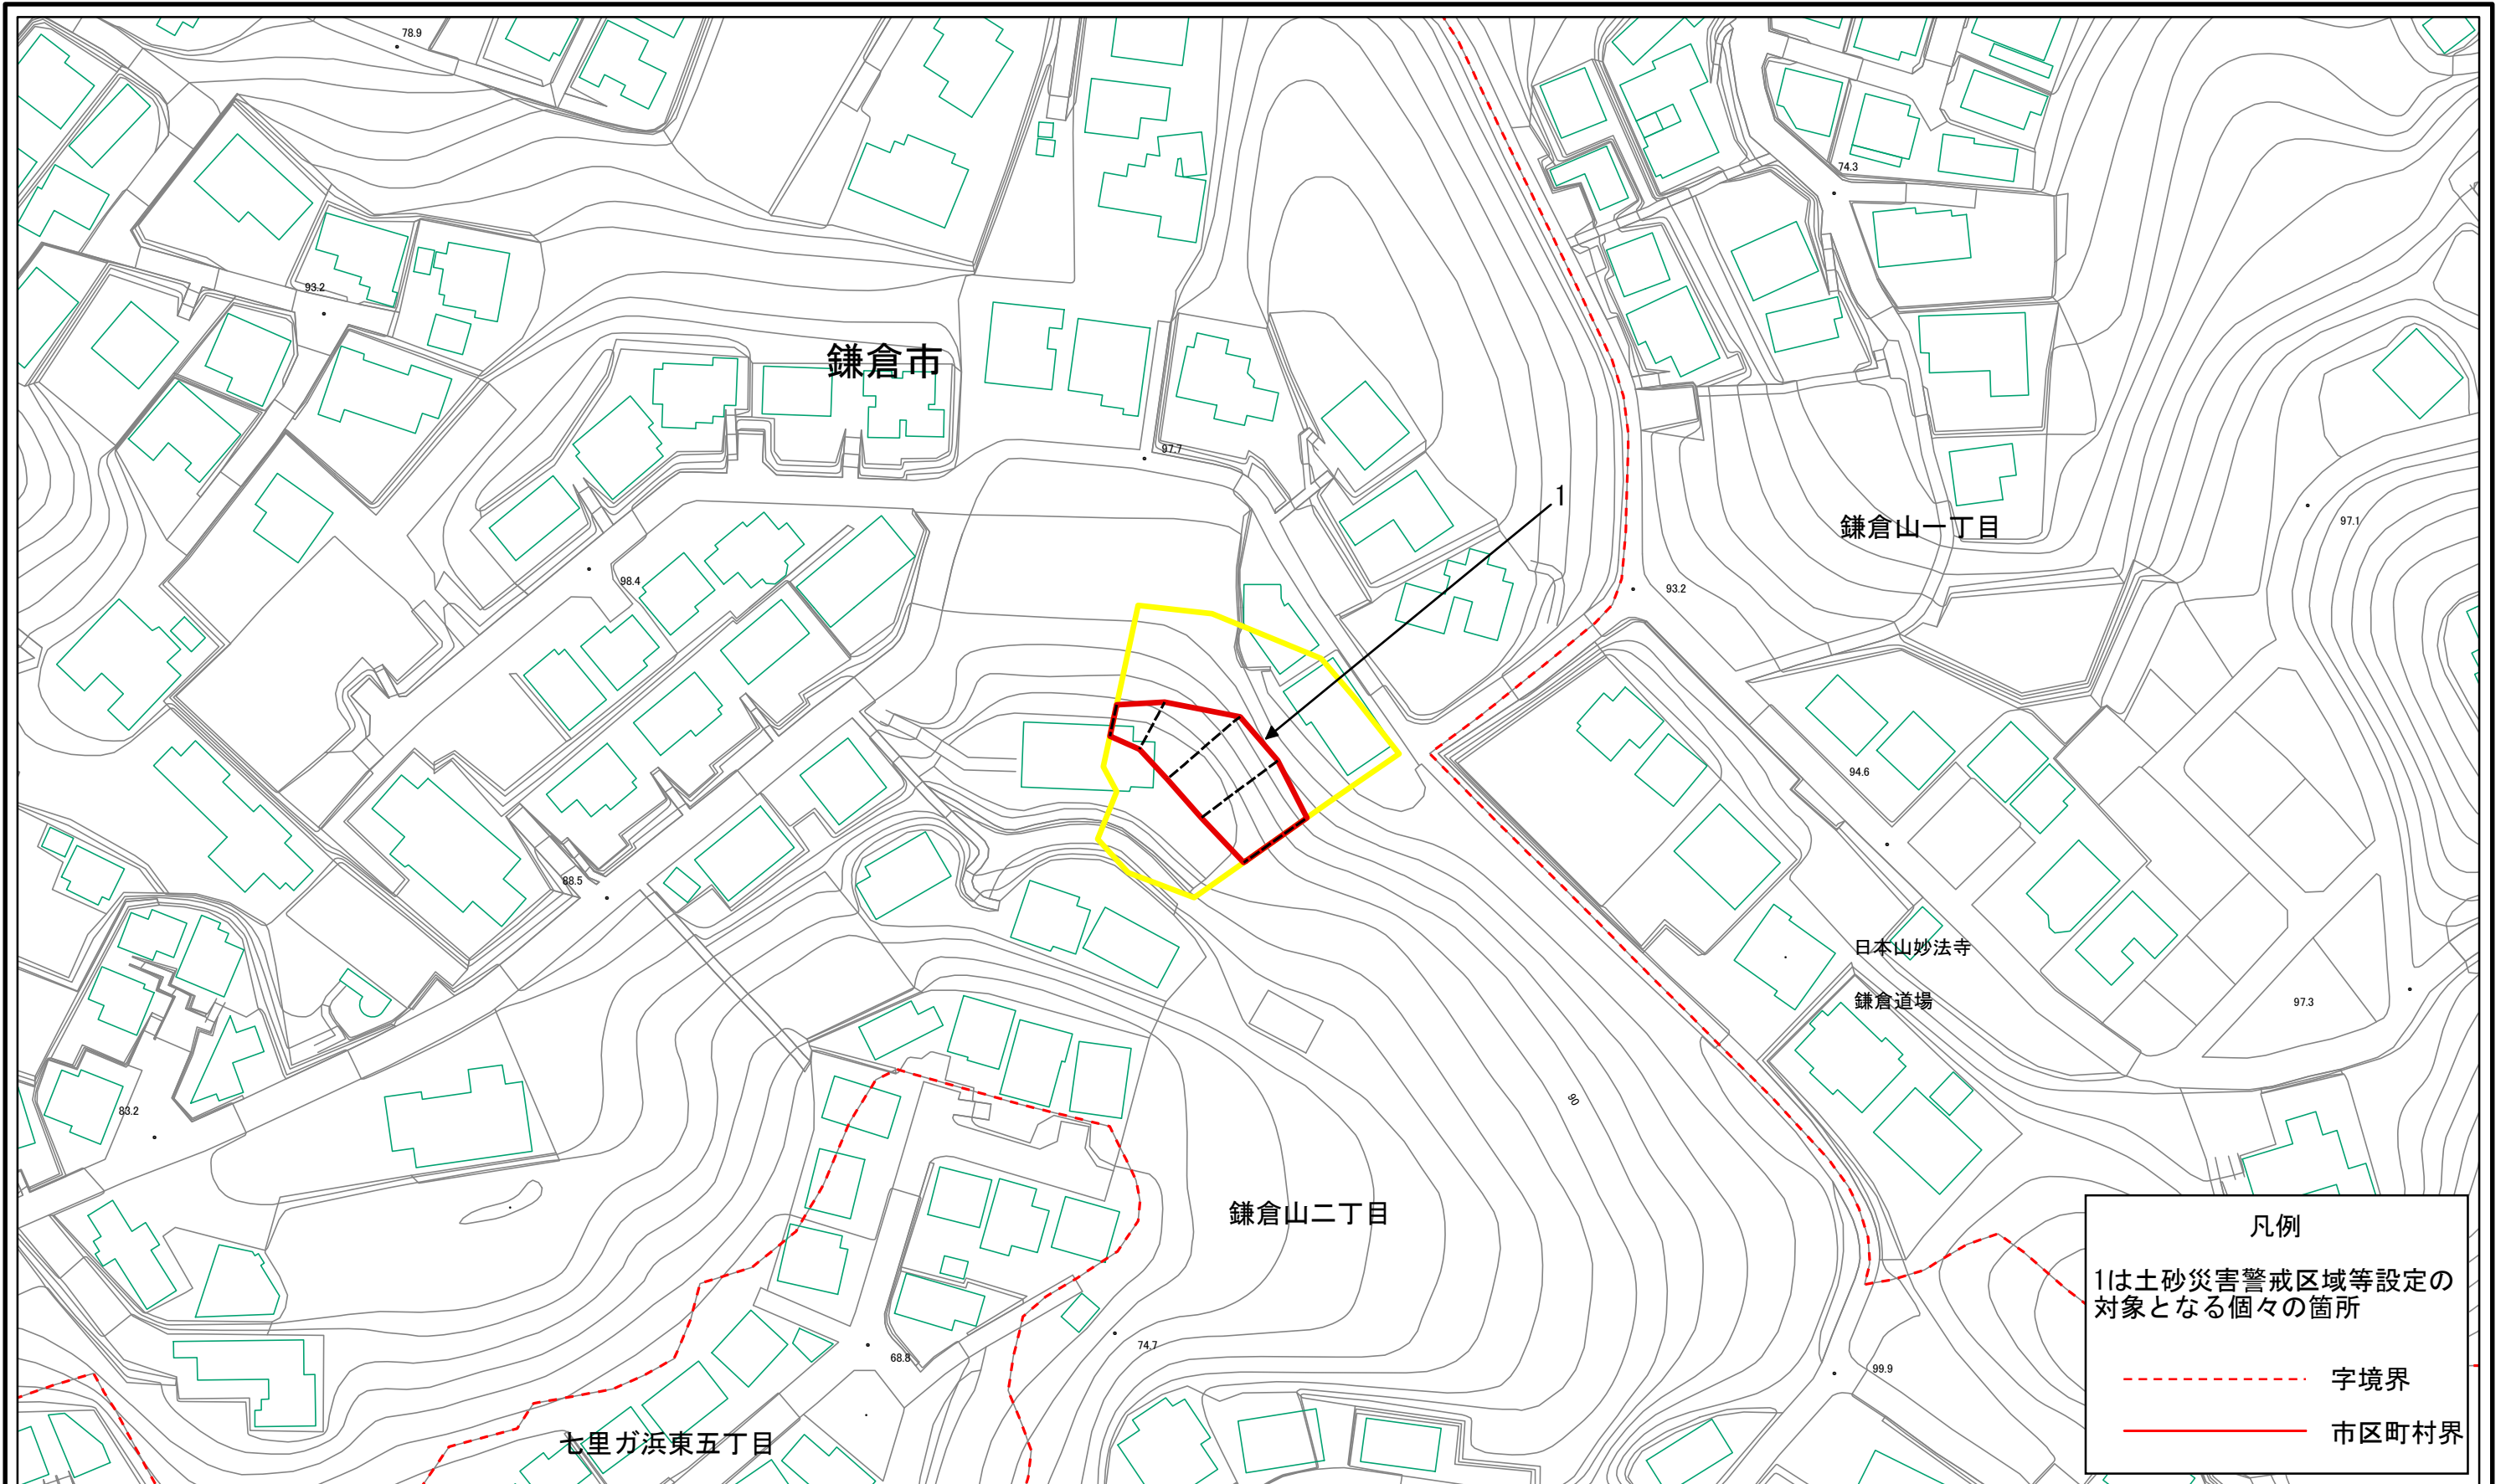 78.9
74.3
93.2
鎌倉市
97.7
1
97.1
鎌倉山一丁目
98.4
93.2
94.6
88.5
日本山妙法寺
鎌倉道場
97.3
90
83.2
鎌倉山二丁目
74.7
68.8
99.9
七里ガ浜東五丁目
凡例
1は土砂災害警戒区域等設定の
対象となる個々の箇所
字境界
市区町村界